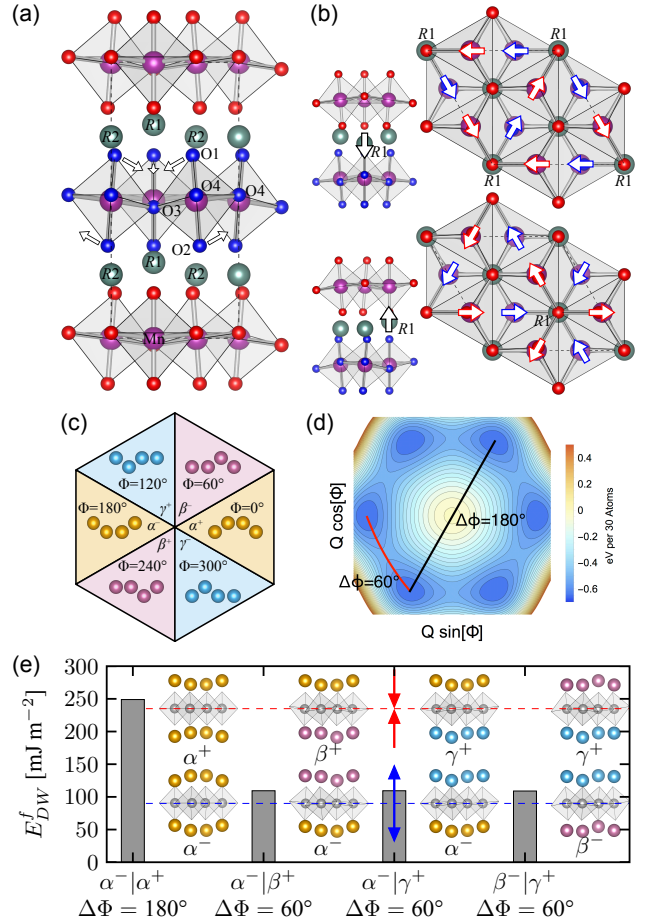 (a)
R2
R1
R2
O1
O4
O4
O3
O2
R2
R1
R2
Mn
(b)
R1
R1
R1
R1
R1
R1
R1
(c)
Φ=120°
Φ=60°
Φ=180°
γ+
β−
Φ=0°
α−
α+
β+
γ−
Φ=240°
Φ=300°
(d)
Q cos[Φ]
Δϕ=180°
Δϕ=60°
Q sin[Φ]
0.4
0.2
0.0
−0.2
−0.4
−0.6
eV per 30 Atoms
(e)
300
250
200
150
100
50
0
E^f_DW [mJ m−2]
α+
β+
γ+
γ+
α−
α−
α−
β−
α−|α+
α−|β+
α−|γ+
β−|γ+
ΔΦ = 180°
ΔΦ = 60°
ΔΦ = 60°
ΔΦ = 60°